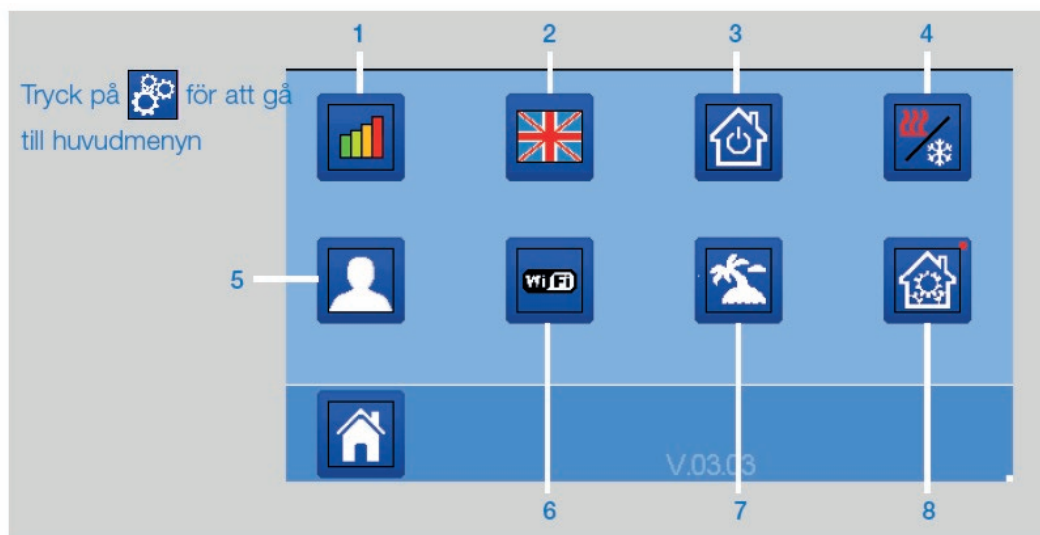 1 2 3 4
Tryck på för att gå
till huvudmenyn
5
WiFi
V.03.03
6 7 8